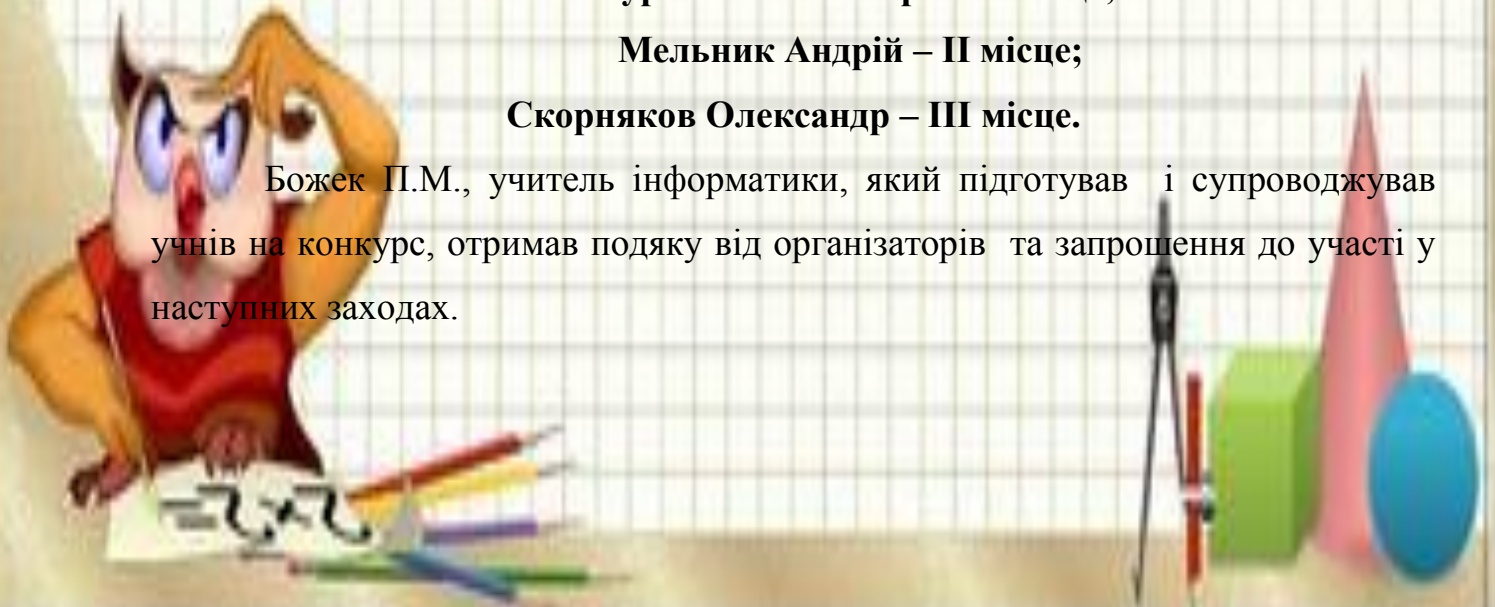 Мельник Андрій – ІІ місце;
Скорняков Олександр – ІІІ місце.
Божек П.М., учитель інформатики, який підготував і супроводжував
учнів на конкурс, отримав подяку від організаторів та запрошення до участі у
наступних заходах.